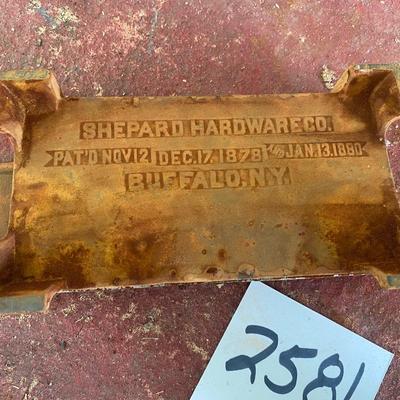 SHEPARD HARDWARE CO.
PAT'D NOV 12 DEC. 17. 1878 & JAN. 13. 1880
BUFFALO. N.Y.
2581